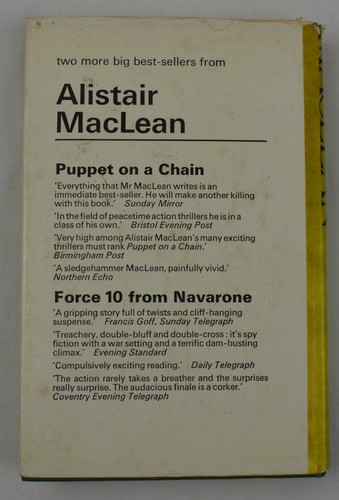 two more big best-sellers from
Alistair
MacLean
Puppet on a Chain
'Everything that Mr MacLean writes is an
immediate best-seller. He will make another killing
with this book.' Sunday Mirror
'In the field of peacetime action thrillers he is in a
class of his own.' Bristol Evening Post
'Very high among Alistair MacLean's many exciting
thrillers must rank Puppet on a Chain.'
Birmingham Post
'A sledgehammer MacLean, painfully vivid.'
Northern Echo
Force 10 from Navarone
'A gripping story full of twists and cliff-hanging
suspense.' Francis Goff, Sunday Telegraph
'Treachery, double-bluff and double-cross: it's spy
fiction with a war setting and a terrific dam-busting
climax.' Evening Standard
'Compulsively exciting reading.' Daily Telegraph
'The action rarely takes a breather and the surprises
really surprise. The audacious finale is a corker.'
Coventry Evening Telegraph